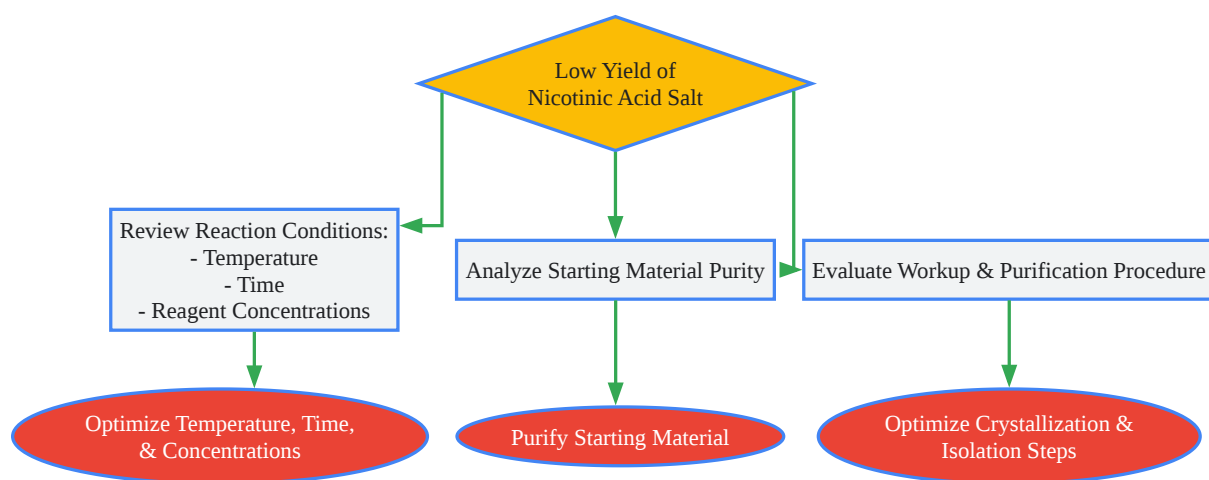 Low Yield of
Nicotinic Acid Salt
Review Reaction Conditions:
- Temperature
- Time
- Reagent Concentrations
Analyze Starting Material Purity
Evaluate Workup & Purification Procedure
Optimize Temperature, Time,
& Concentrations
Purify Starting Material
Optimize Crystallization &
Isolation Steps